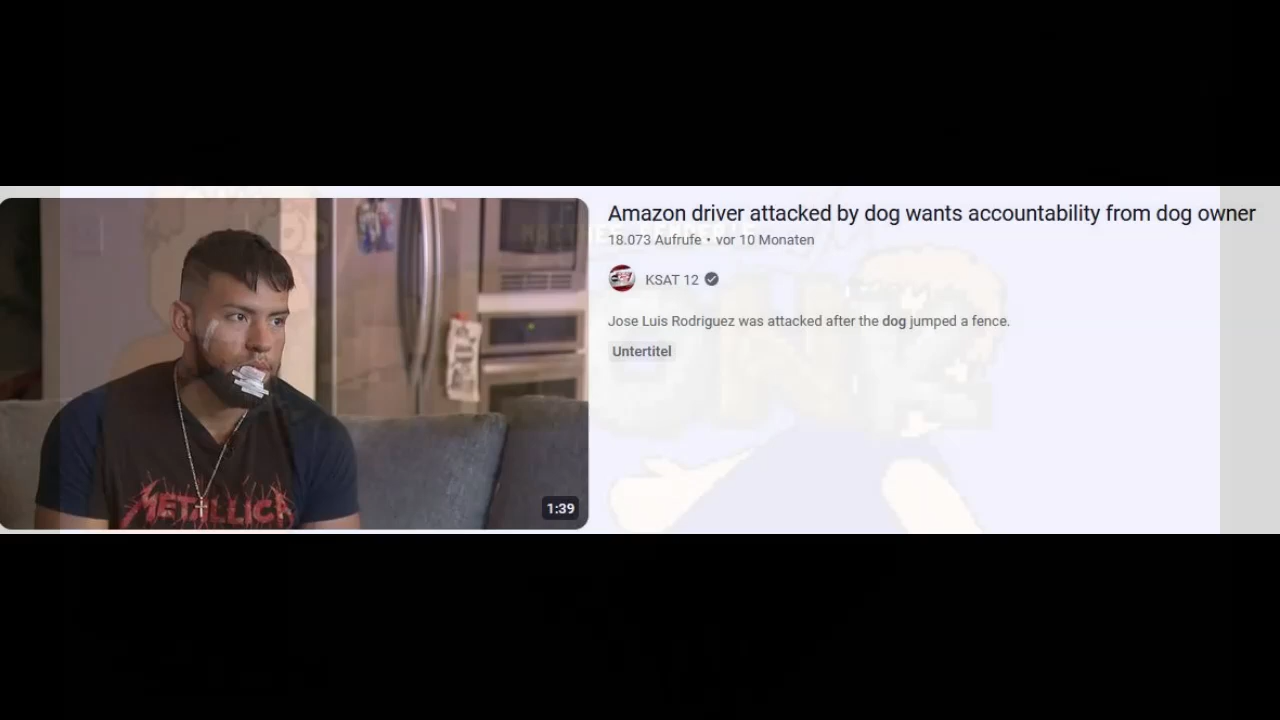 Amazon driver attacked by dog wants accountability from dog owner
18.073 Aufrufe • vor 10 Monaten
KSAT 12
Jose Luis Rodriguez was attacked after the dog jumped a fence.
Untertitel
METALLICA
1:39